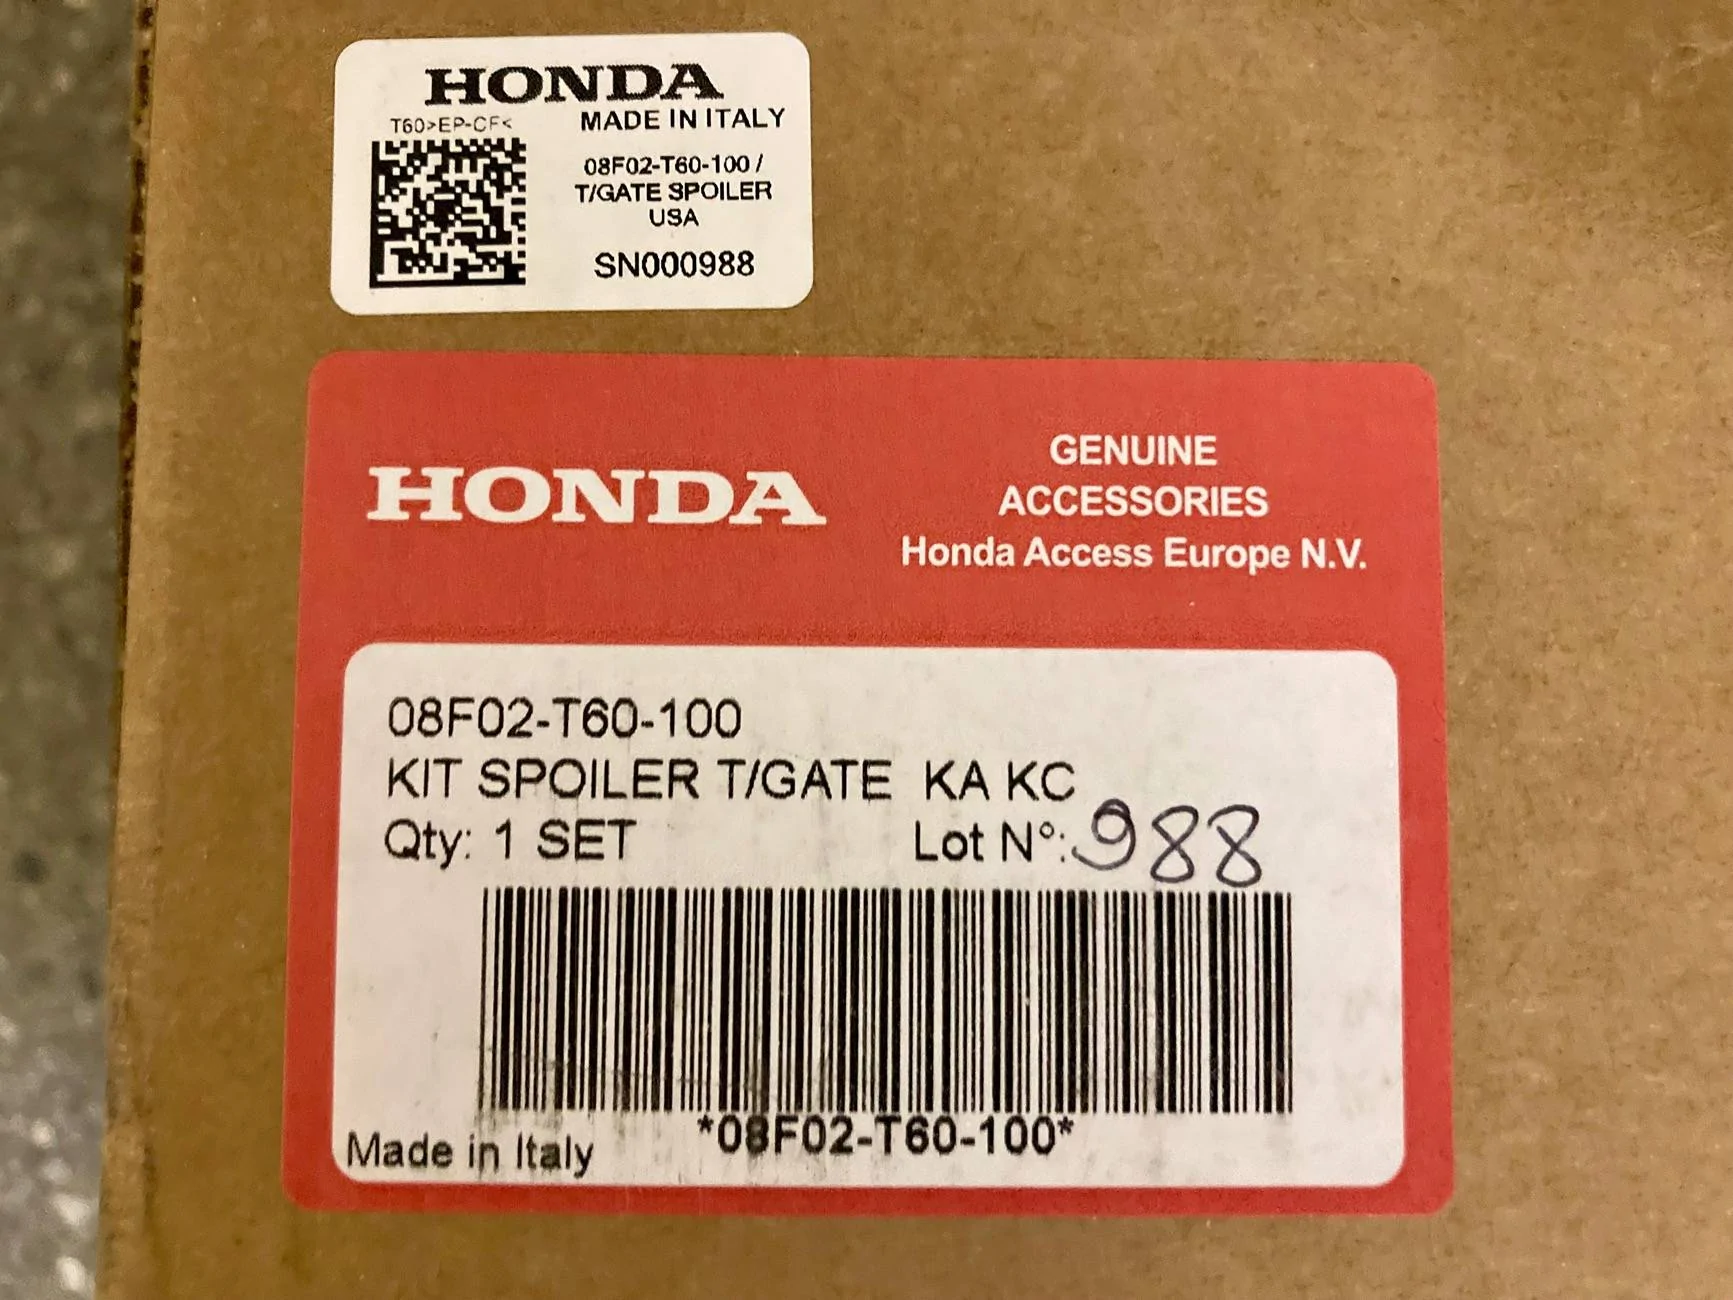 HONDA
T60>EP-CF<
MADE IN ITALY
08F02-T60-100 /
T/GATE SPOILER
USA
SN000988
HONDA
GENUINE
ACCESSORIES
Honda Access Europe N.V.
08F02-T60-100
KIT SPOILER T/GATE KA KC
Qty: 1 SET
Lot N°: 988
*08F02-T60-100*
Made in Italy